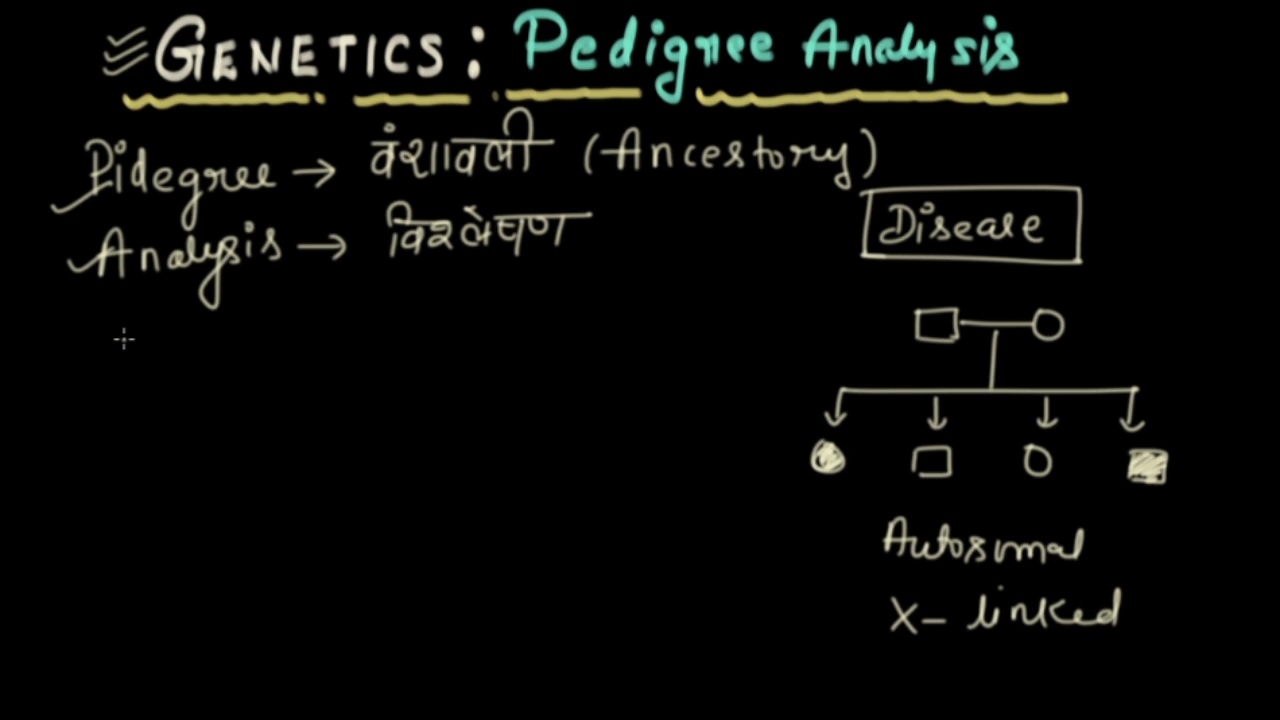 GENETICS: Pedigree Analysis
Pidegree → वंशावली (Ancestory)
Analysis → विश्लेषण
Disease
Autosomal
X- linked